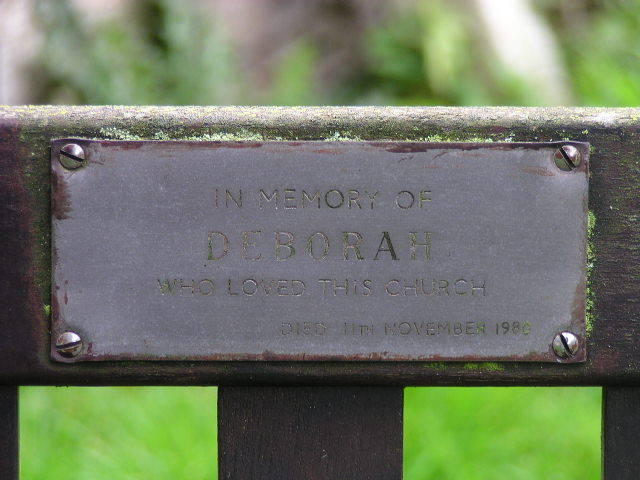 IN MEMORY OF
DEBORAH
WHO LOVED THIS CHURCH
DIED 11TH NOVEMBER 1980